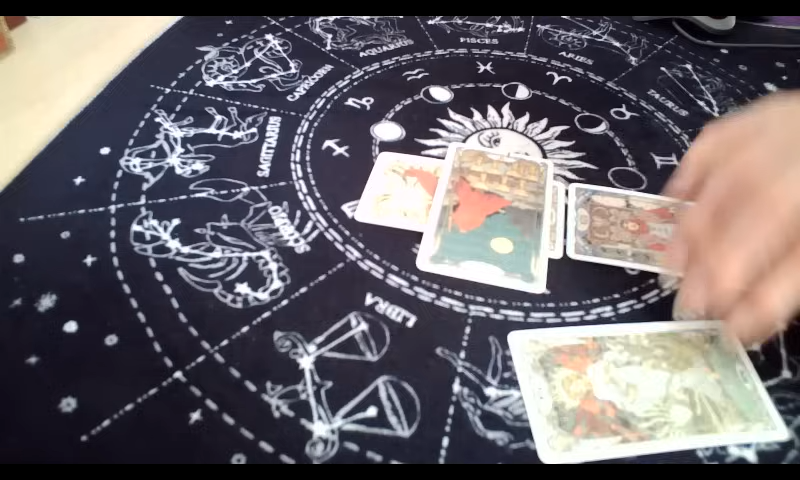 AQUARIUS
PISCES
ARIES
CAPRICORN
TAURUS
SAGITTARIUS
SCORPIO
LIBRA